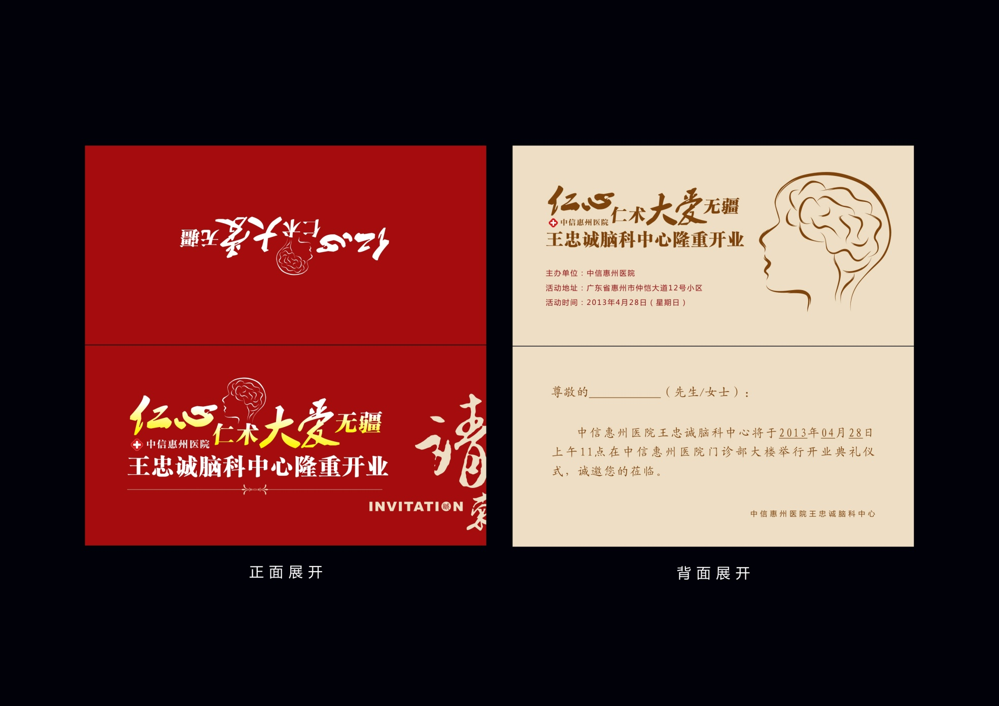 仁心仁术大爱无疆
仁心仁术大爱无疆
中信惠州医院
王忠诚脑科中心隆重开业
请柬
INVITATION
正面展开
仁心仁术大爱无疆
中信惠州医院
王忠诚脑科中心隆重开业
主办单位：中信惠州医院
活动地址：广东省惠州市仲恺大道12号小区
活动时间：2013年4月28日（星期日）
尊敬的__________（先生/女士）：
中信惠州医院王忠诚脑科中心将于2013年04月28日
上午11点在中信惠州医院门诊部大楼举行开业典礼仪
式，诚邀您的莅临。
中信惠州医院王忠诚脑科中心
背面展开